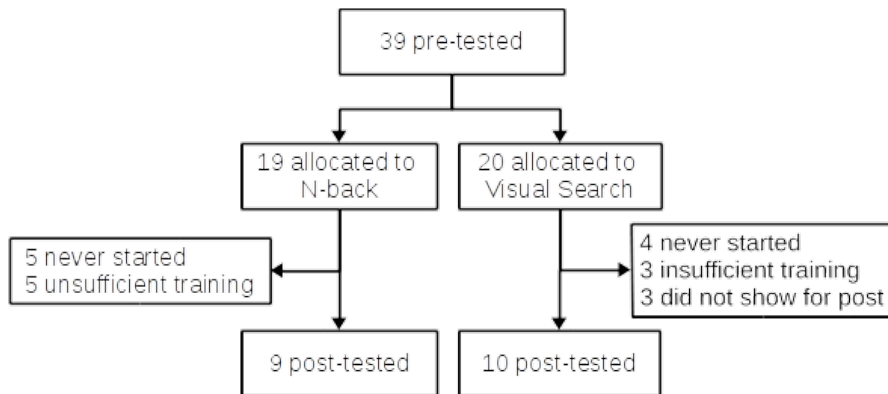 39 pre-tested
19 allocated to
N-back
20 allocated to
Visual Search
5 never started
5 unsufficient training
4 never started
3 insufficient training
3 did not show for post
9 post-tested
10 post-tested